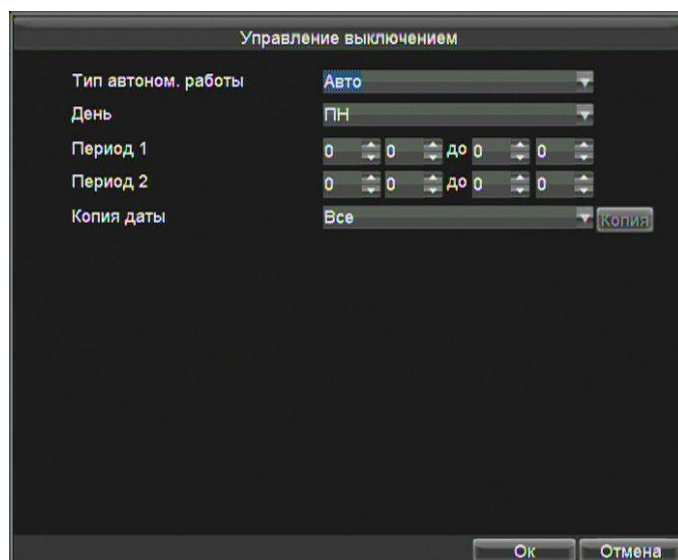 Управление выключением
Тип автоном. работы Авто
День ПН
Период 1 0 0 до 0 0
Период 2 0 0 до 0 0
Копия даты Все Копия
Ок Отмена